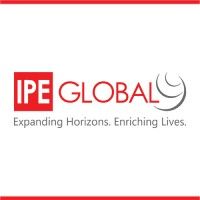 IPE GLOBAL
Expanding Horizons. Enriching Lives.